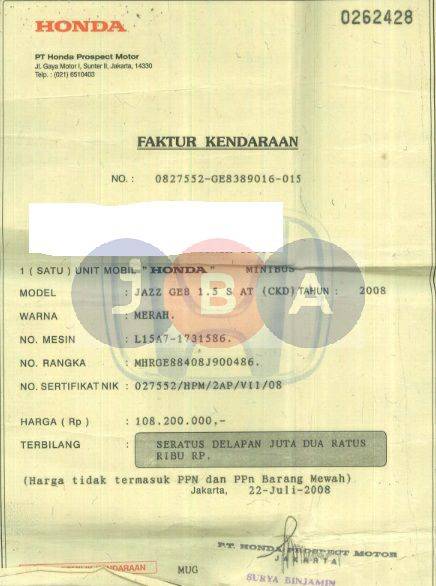 HONDA
0262428
PT Honda Prospect Motor
Jl. Gaya Motor I, Sunter II, Jakarta, 14330
Telp. : (021) 6510403
FAKTUR KENDARAAN
NO. : 0827552-GE8389016-015
1 ( SATU ) UNIT MOBIL "HONDA" MINIBUS
MODEL : JAZZ GE8 1.5 S AT (CKD) TAHUN : 2008
WARNA : MERAH.
NO. MESIN : L15A7-1731586.
NO. RANGKA : MHRGE88408J900486.
NO. SERTIFIKAT NIK : 027552/HPM/2AP/VII/08
HARGA ( Rp ) : 108.200.000,-
TERBILANG : SERATUS DELAPAN JUTA DUA RATUS
RIBU RP.
(Harga tidak termasuk PPN dan PPn Barang Mewah)
Jakarta, 22-Juli-2008
PT. HONDA PROSPECT MOTOR
JAKARTA
KENDARAAN
MUG
SURYA BINJAMIN
JBA